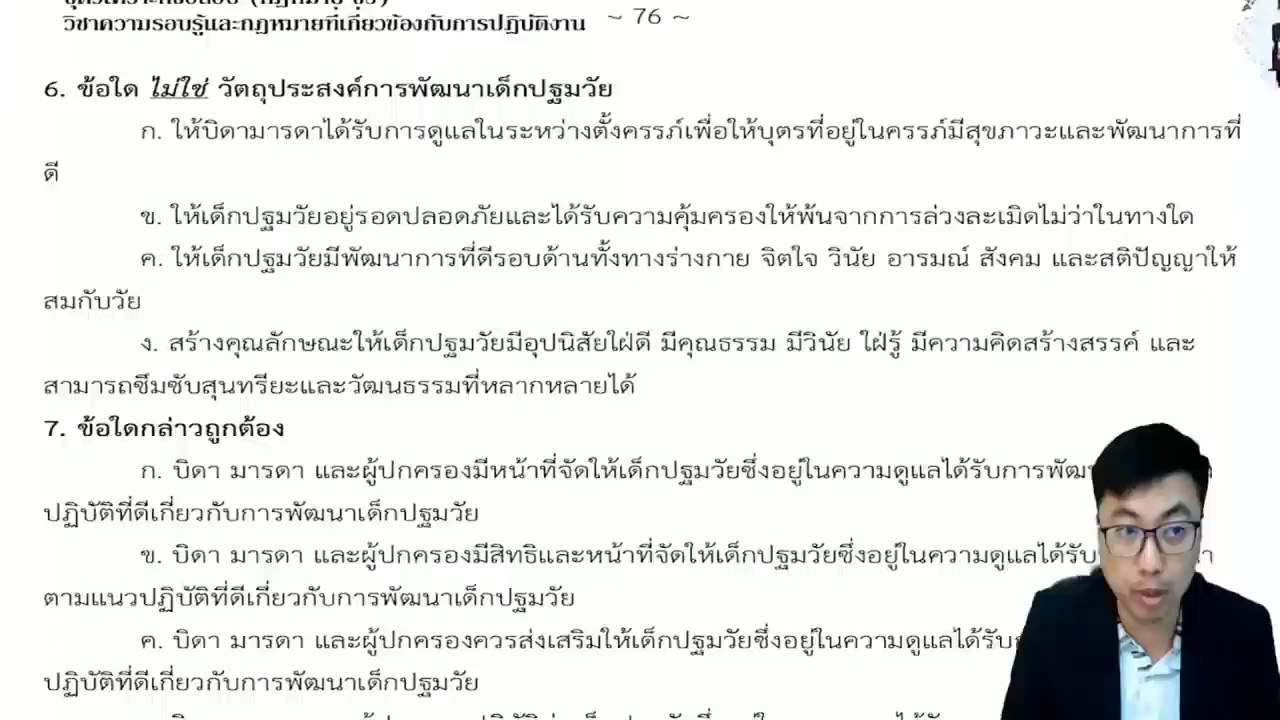 วิชาความรอบรู้และกฎหมายที่เกี่ยวข้องกับการปฏิบัติงาน ~ 76 ~
6. ข้อใด ไม่ใช่ วัตถุประสงค์การพัฒนาเด็กปฐมวัย
ก. ให้บิดามารดาได้รับการดูแลในระหว่างตั้งครรภ์เพื่อให้บุตรที่อยู่ในครรภ์มีสุขภาวะและพัฒนาการที่
ดี
ข. ให้เด็กปฐมวัยอยู่รอดปลอดภัยและได้รับความคุ้มครองให้พ้นจากการล่วงละเมิดไม่ว่าในทางใด
ค. ให้เด็กปฐมวัยมีพัฒนาการที่ดีรอบด้านทั้งทางร่างกาย จิตใจ วินัย อารมณ์ สังคม และสติปัญญาให้
สมกับวัย
ง. สร้างคุณลักษณะให้เด็กปฐมวัยมีอุปนิสัยใฝ่ดี มีคุณธรรม มีวินัย ใฝ่รู้ มีความคิดสร้างสรรค์ และ
สามารถซึมซับสุนทรียะและวัฒนธรรมที่หลากหลายได้
7. ข้อใดกล่าวถูกต้อง
ก. บิดา มารดา และผู้ปกครองมีหน้าที่จัดให้เด็กปฐมวัยซึ่งอยู่ในความดูแลได้รับการพัฒ
ปฏิบัติที่ดีเกี่ยวกับการพัฒนาเด็กปฐมวัย
ข. บิดา มารดา และผู้ปกครองมีสิทธิและหน้าที่จัดให้เด็กปฐมวัยซึ่งอยู่ในความดูแลได้รับ
ตามแนวปฏิบัติที่ดีเกี่ยวกับการพัฒนาเด็กปฐมวัย
ค. บิดา มารดา และผู้ปกครองควรส่งเสริมให้เด็กปฐมวัยซึ่งอยู่ในความดูแลได้รับ
ปฏิบัติที่ดีเกี่ยวกับการพัฒนาเด็กปฐมวัย